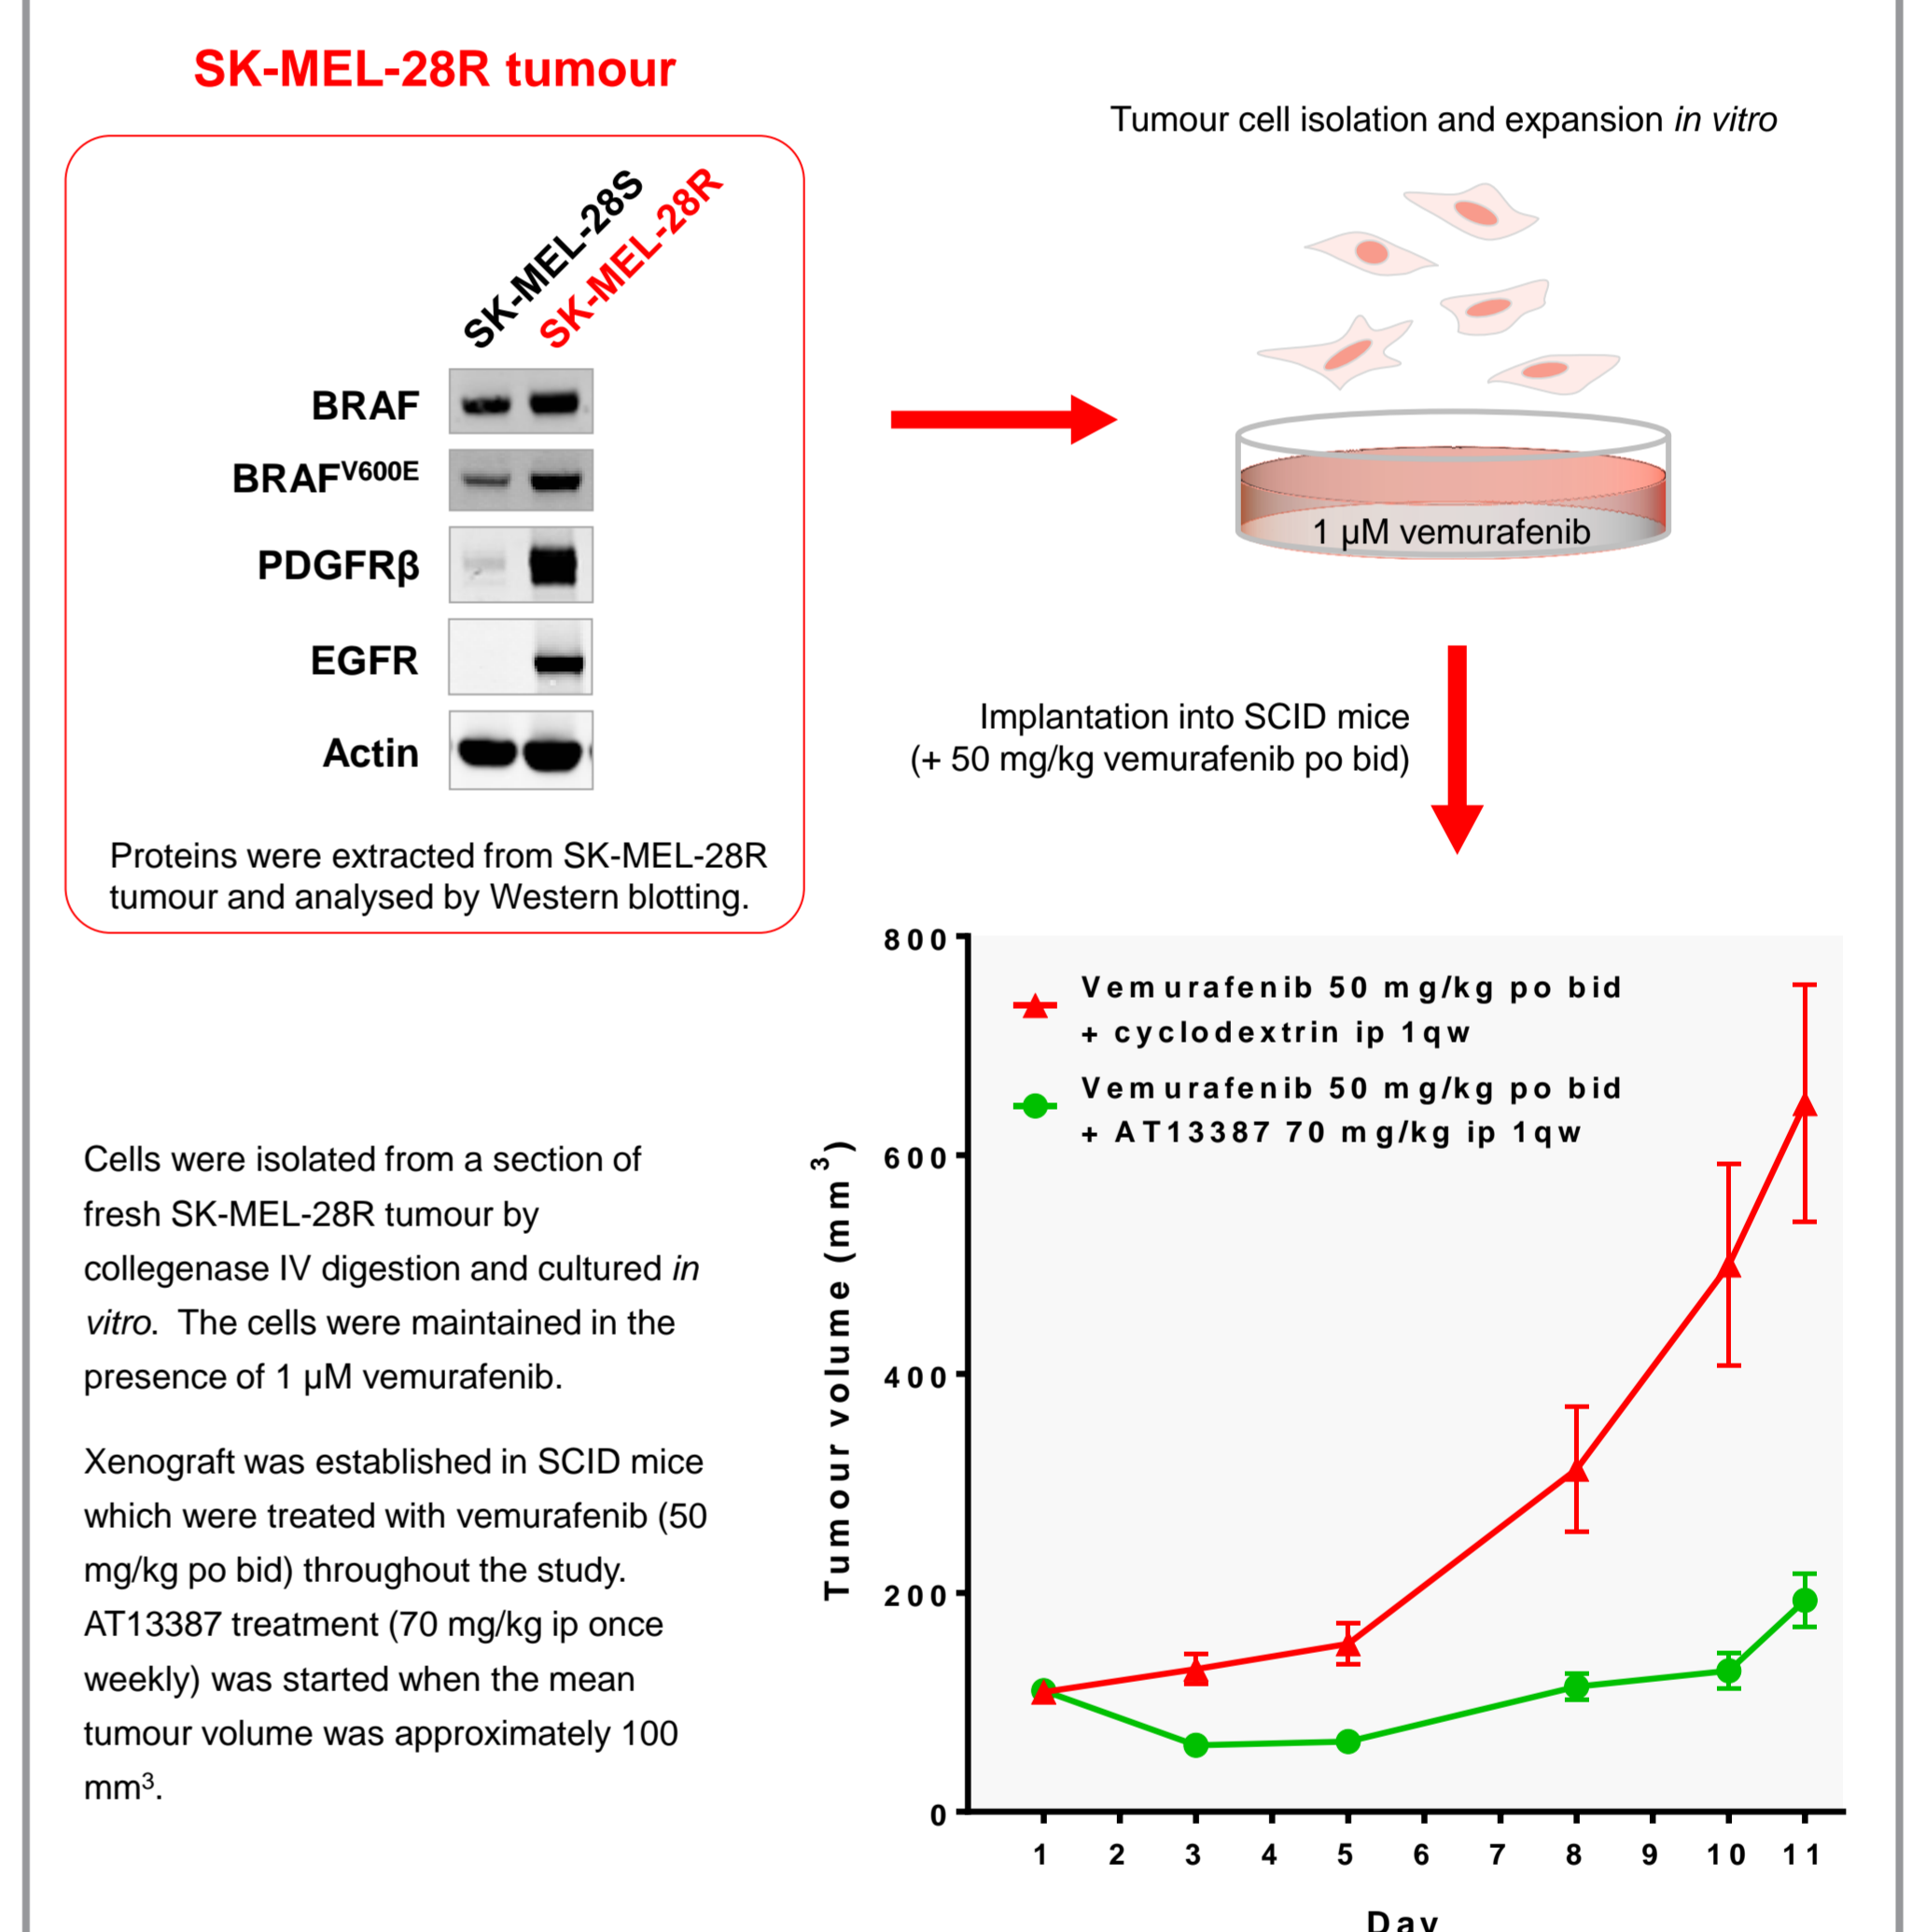 SK-MEL-28R tumour
SK-MEL-28S
SK-MEL-28R
BRAF
BRAFV600E
PDGFRβ
EGFR
Actin
Proteins were extracted from SK-MEL-28R
tumour and analysed by Western blotting.
Tumour cell isolation and expansion in vitro
1 µM vemurafenib
Implantation into SCID mice
(+ 50 mg/kg vemurafenib po bid)
Cells were isolated from a section of
fresh SK-MEL-28R tumour by
collegenase IV digestion and cultured in
vitro. The cells were maintained in the
presence of 1 µM vemurafenib.
Xenograft was established in SCID mice
which were treated with vemurafenib (50
mg/kg po bid) throughout the study.
AT13387 treatment (70 mg/kg ip once
weekly) was started when the mean
tumour volume was approximately 100
mm³.
Tumour volume (mm³)
800
600
400
200
0
Vemurafenib 50 mg/kg po bid
+ cyclodextrin ip 1qw
Vemurafenib 50 mg/kg po bid
+ AT13387 70 mg/kg ip 1qw
1 2 3 4 5 6 7 8 9 10 11
Day